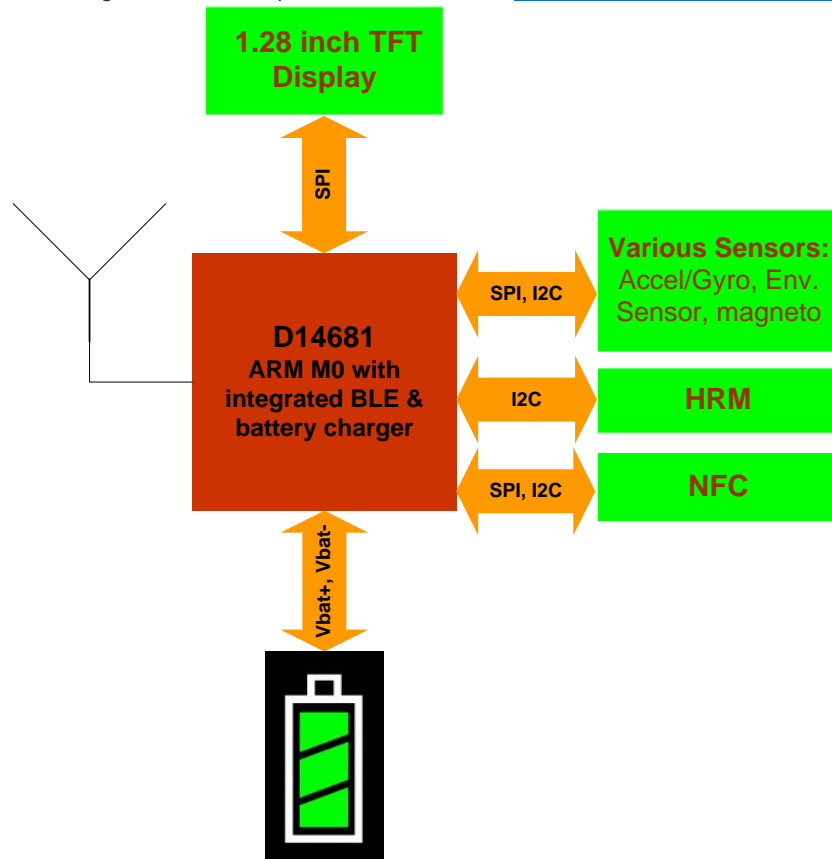 1.28 inch TFT
Display
SPI
D14681
ARM M0 with
integrated BLE &
battery charger
SPI, I2C
Various Sensors:
Accel/Gyro, Env.
Sensor, magneto
I2C
HRM
SPI, I2C
NFC
Vbat+, Vbat-